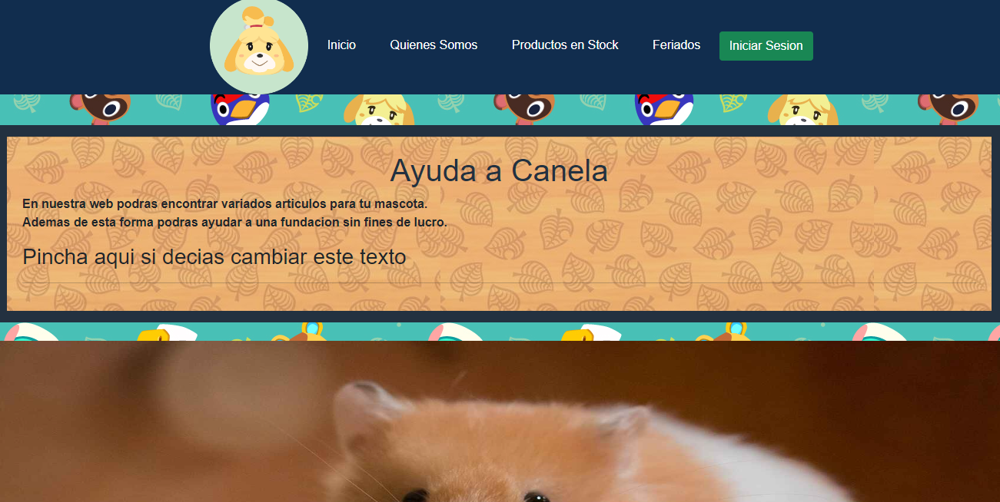 Inicio
Quienes Somos
Productos en Stock
Feriados
Iniciar Sesion
Ayuda a Canela
En nuestra web podras encontrar variados articulos para tu mascota.
Ademas de esta forma podras ayudar a una fundacion sin fines de lucro.
Pincha aqui si decias cambiar este texto